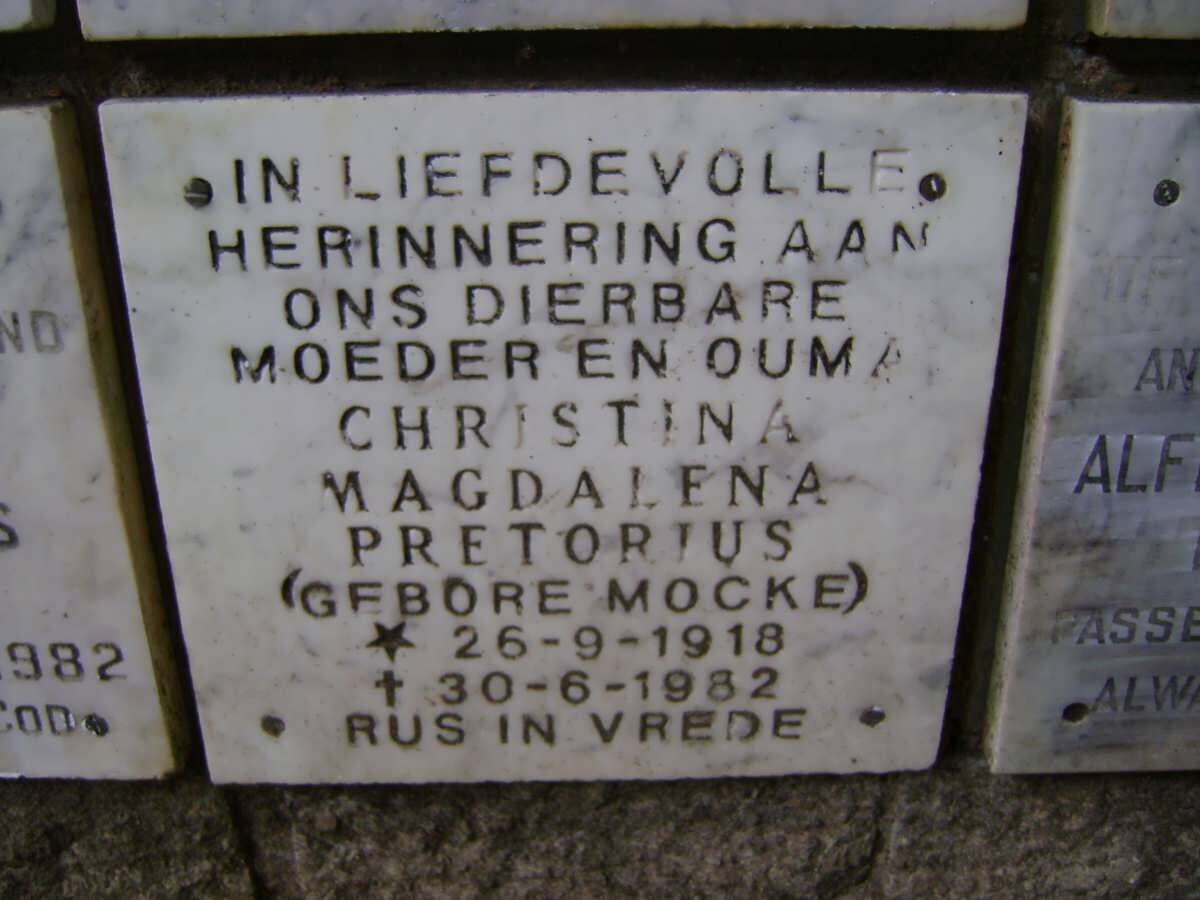 IN LIEFDEVOLLE
HERINNERING AAN
ONS DIERBARE
MOEDER EN OUMA
CHRISTINA
MAGDALENA
PRETORIUS
(GEBORE MOCKE)
★ 26-9-1918
† 30-6-1982
RUS IN VREDE
1982